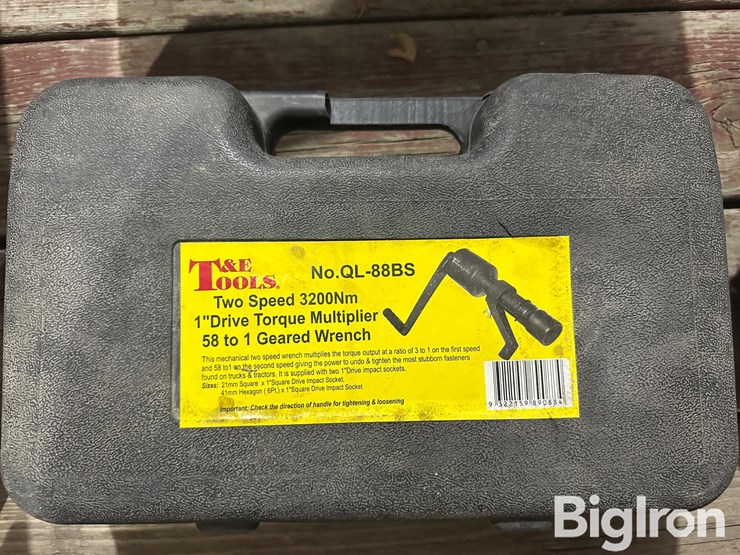 T&E TOOLS.
No.QL-88BS
Two Speed 3200Nm
1"Drive Torque Multiplier
58 to 1 Geared Wrench
This mechanical two speed wrench multiplies the torque output at a ratio of 3 to 1 on the first speed
and 58 to1 on the second speed giving the power to undo & tighten the most stubborn fasteners
found on trucks & tractors. It is supplied with two 1"Drive impact sockets.
Sizes: 21mm Square x 1"Square Drive Impact Socket,
41mm Hexagon ( 6Pt.) x 1"Square Drive Impact Socket
Important: Check the direction of handle for tightening & loosening
9 322159 890884
BigIron